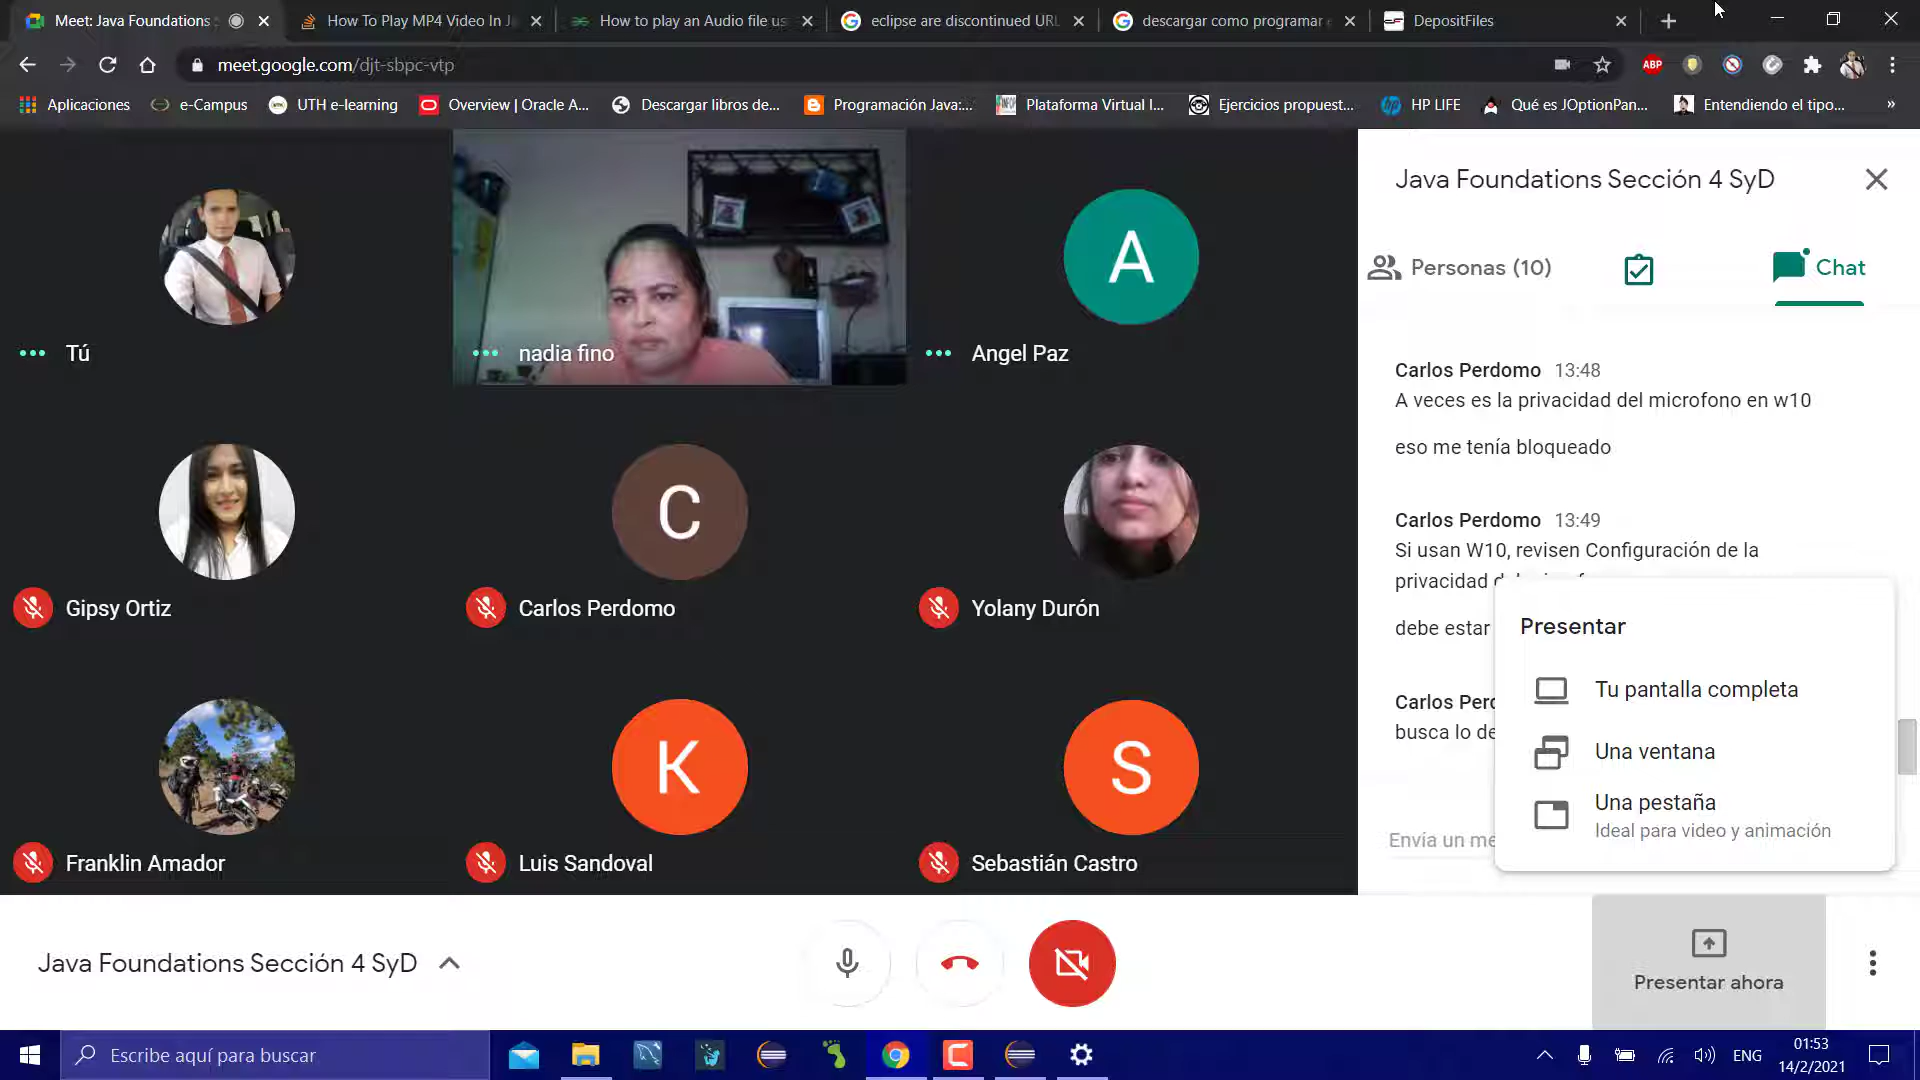 Meet: Java Foundations
How To Play MP4 Video In J
How to play an Audio file us
eclipse are discontinued URL
descargar como programar e
DepositFiles
meet.google.com/djt-sbpc-vtp
ABP
Aplicaciones
e-Campus
UTH e-learning
Overview | Oracle A...
Descargar libros de...
Programación Java:...
Plataforma Virtual I...
Ejercicios propuest...
HP LIFE
Qué es JOptionPan...
Entendiendo el tipo...
»
Tú
nadia fino
A
Angel Paz
Gipsy Ortiz
C
Carlos Perdomo
Yolany Durón
Franklin Amador
K
Luis Sandoval
S
Sebastián Castro
Java Foundations Sección 4 SyD
Personas (10)
Chat
Carlos Perdomo 13:48
A veces es la privacidad del microfono en w10
eso me tenía bloqueado
Carlos Perdomo 13:49
Si usan W10, revisen Configuración de la
privacidad
debe estar
Carlos Perd
busca lo de
Envía un me
Presentar
Tu pantalla completa
Una ventana
Una pestaña
Ideal para video y animación
Java Foundations Sección 4 SyD
Presentar ahora
Escribe aquí para buscar
ENG
01:53
14/2/2021